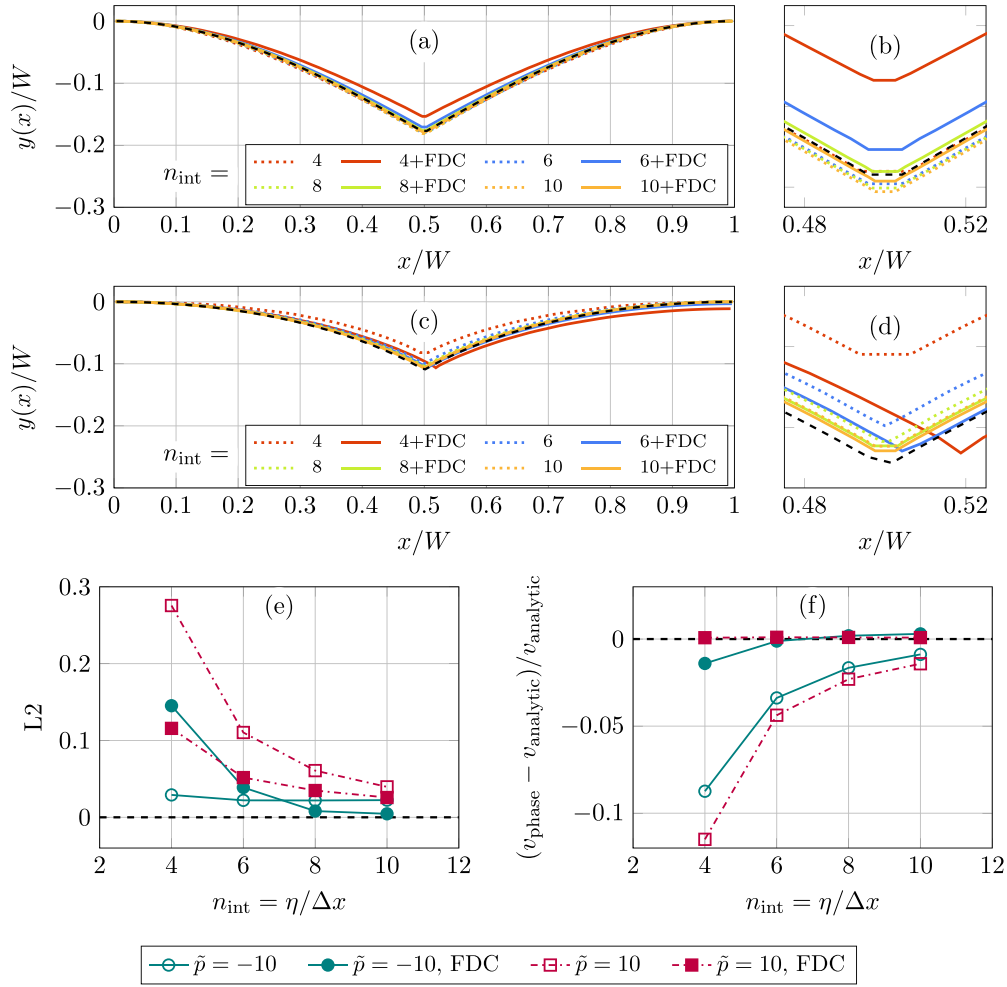 0
−0.1
−0.2
−0.3
y(x)/W
(a)
n_int =
4 4+FDC 6 6+FDC
8 8+FDC 10 10+FDC
0 0.1 0.2 0.3 0.4 0.5 0.6 0.7 0.8 0.9 1
x/W
(b)
0.48 0.52
x/W
0
−0.1
−0.2
−0.3
y(x)/W
(c)
n_int =
4 4+FDC 6 6+FDC
8 8+FDC 10 10+FDC
0 0.1 0.2 0.3 0.4 0.5 0.6 0.7 0.8 0.9 1
x/W
(d)
0.48 0.52
x/W
0.3
0.2
0.1
0
L2
(e)
2 4 6 8 10 12
n_int = η/Δx
0
−0.05
−0.1
(v_phase − v_analytic)/v_analytic
(f)
2 4 6 8 10 12
n_int = η/Δx
p̃ = −10 p̃ = −10, FDC p̃ = 10 p̃ = 10, FDC